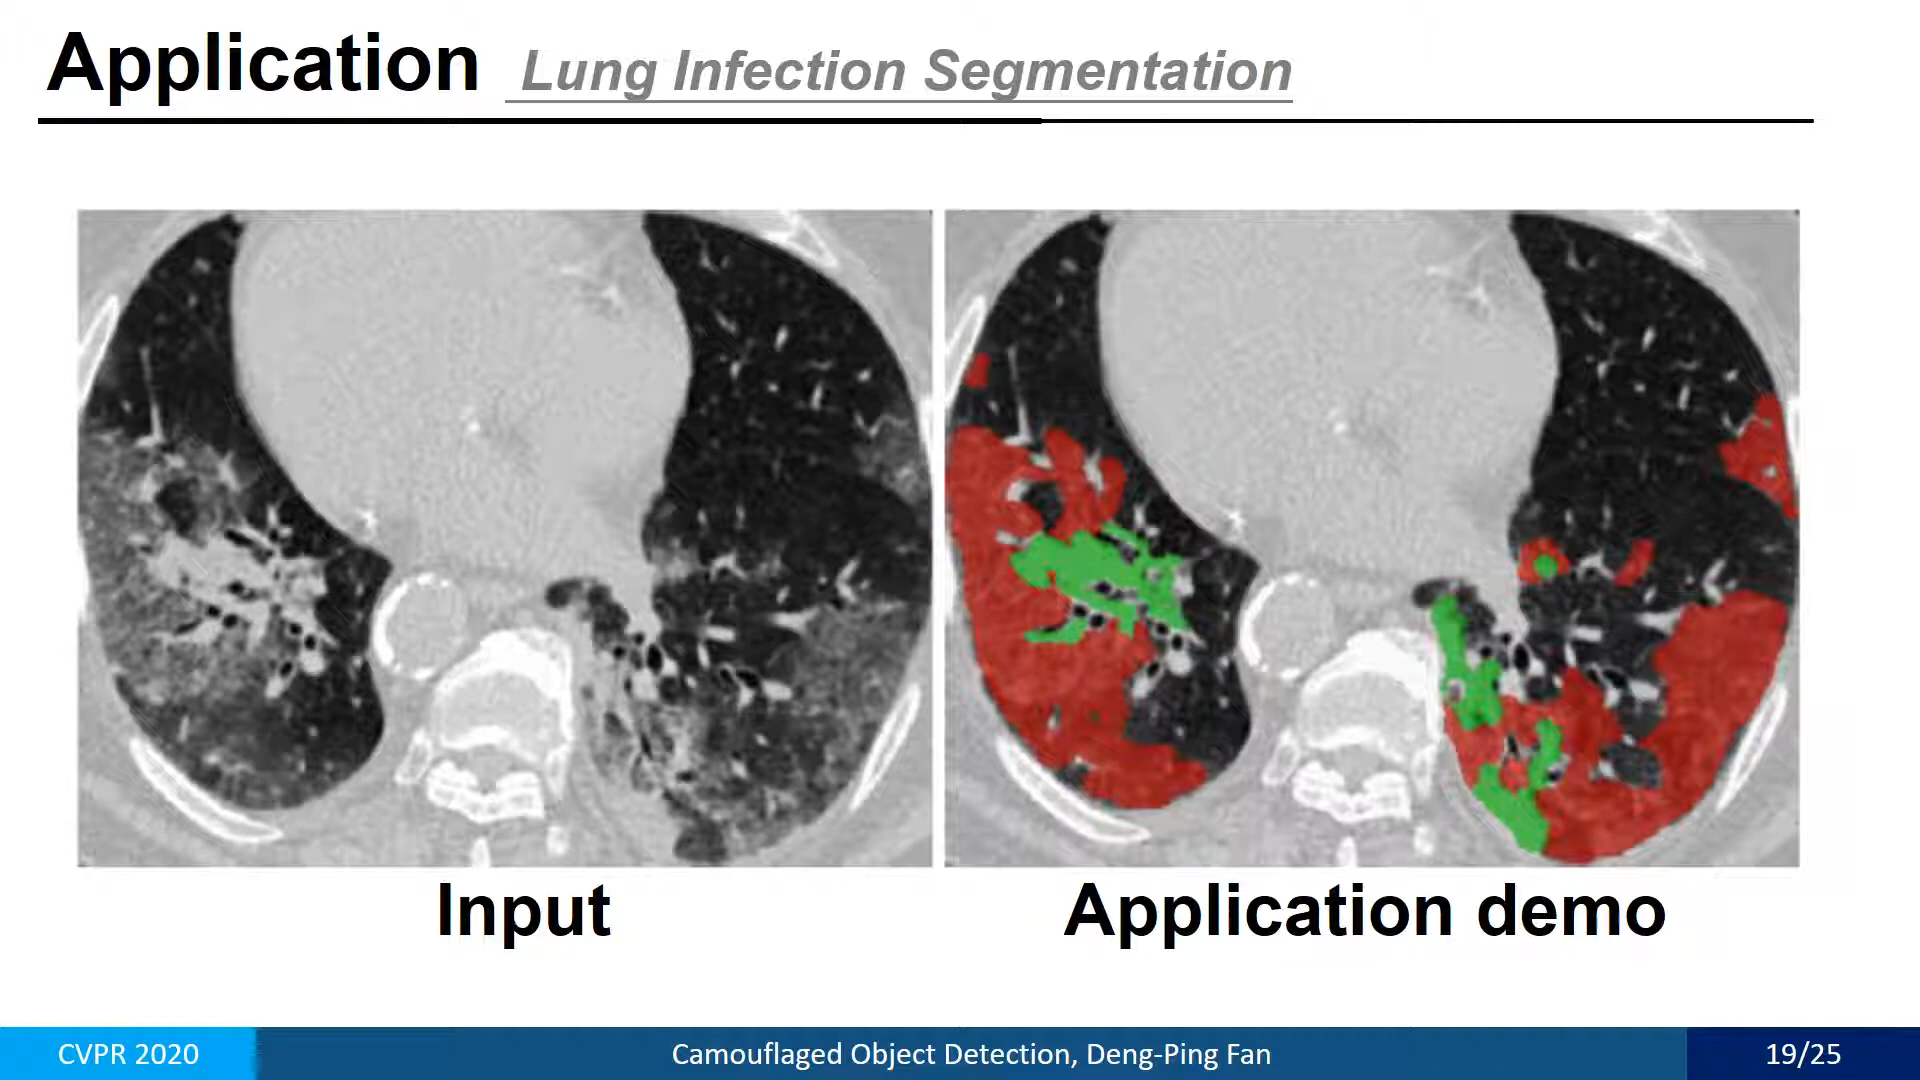 Application Lung Infection Segmentation
Input
Application demo
CVPR 2020
Camouflaged Object Detection, Deng-Ping Fan
19/25